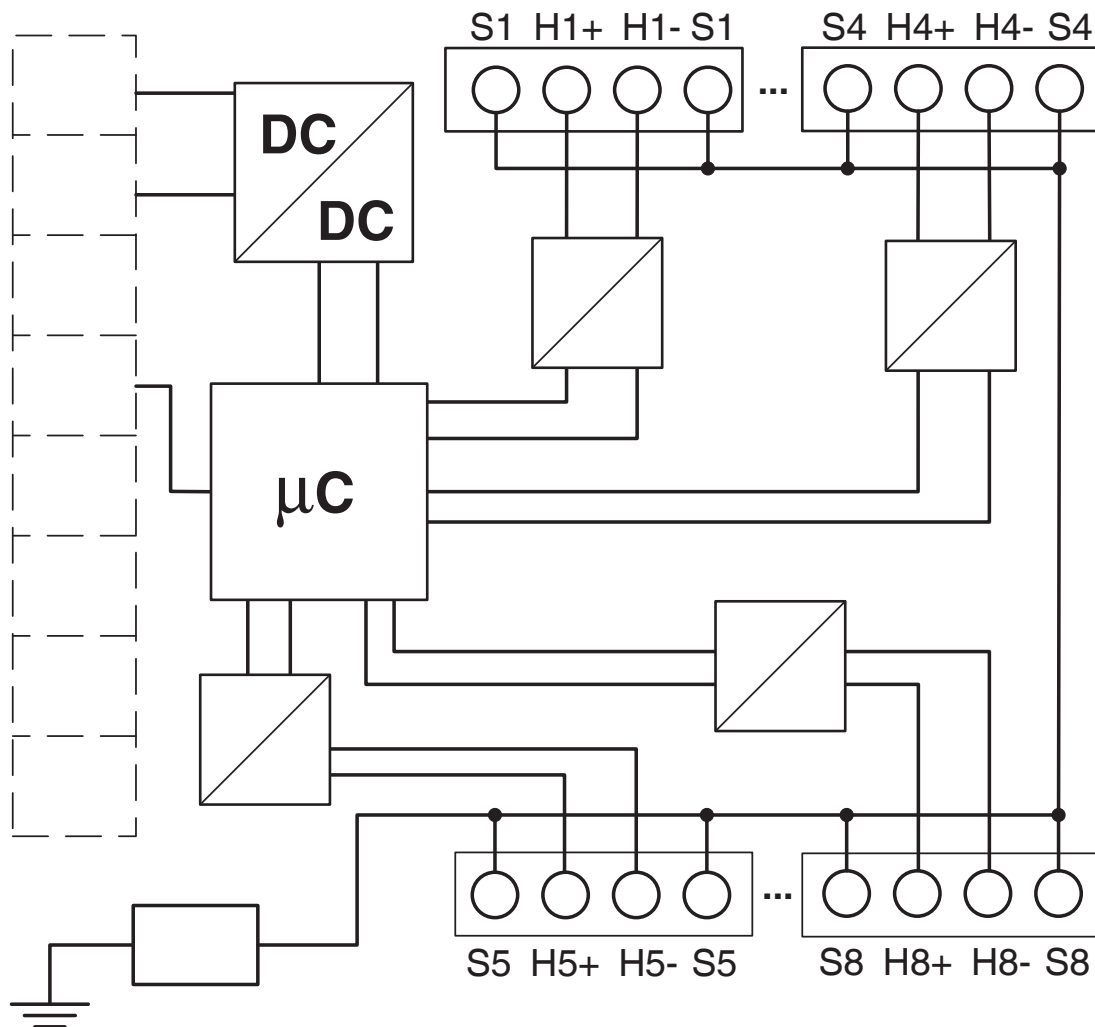 S1 H1+ H1- S1 ... S4 H4+ H4- S4
DC
DC
µC
... 
S5 H5+ H5- S5 S8 H8+ H8- S8